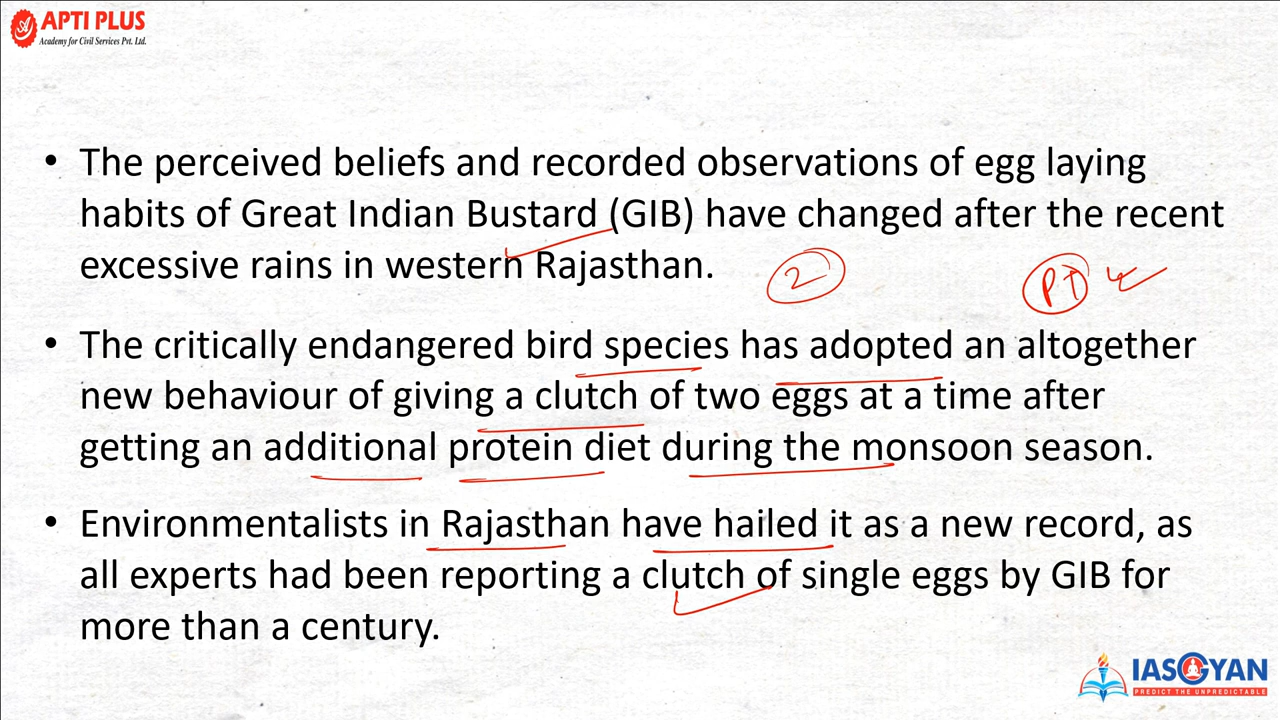 APTI PLUS
Academy for Civil Services Pvt. Ltd.
• The perceived beliefs and recorded observations of egg laying
habits of Great Indian Bustard (GIB) have changed after the recent
excessive rains in western Rajasthan.
2
PT
• The critically endangered bird species has adopted an altogether
new behaviour of giving a clutch of two eggs at a time after
getting an additional protein diet during the monsoon season.
• Environmentalists in Rajasthan have hailed it as a new record, as
all experts had been reporting a clutch of single eggs by GIB for
more than a century.
IASGYAN
PREDICT THE UNPREDICTABLE